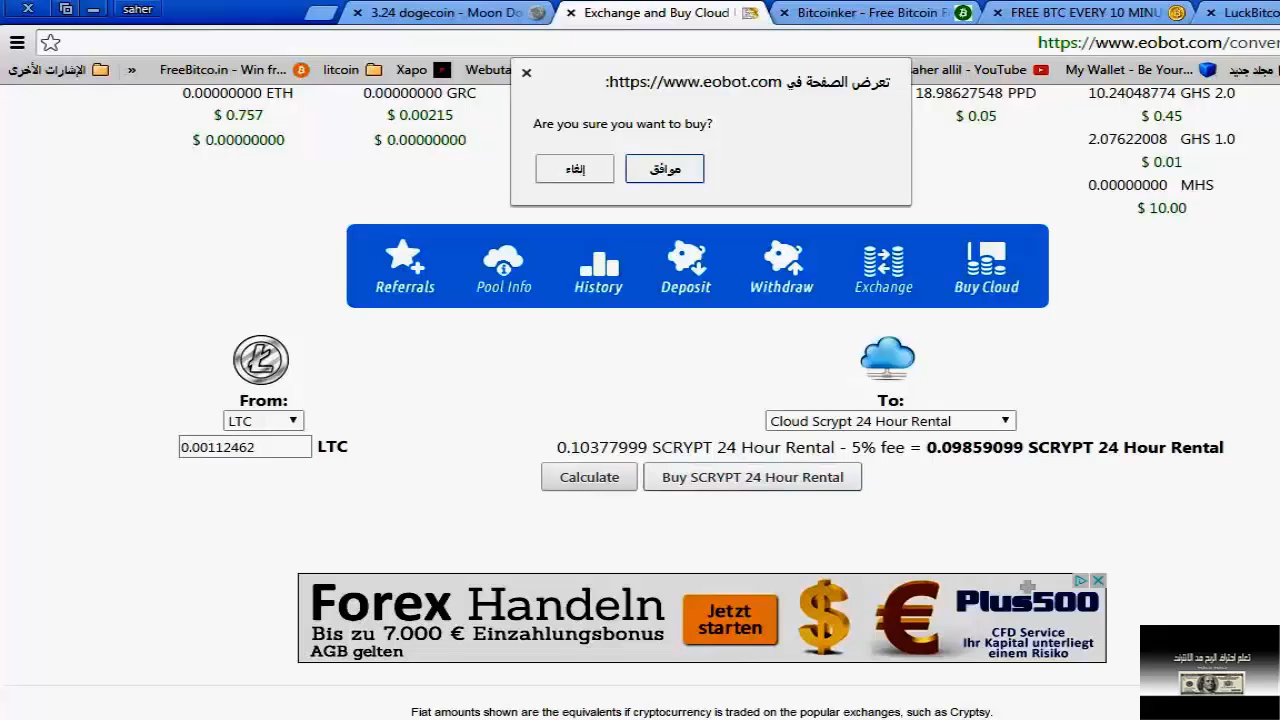 saher
3.24 dogecoin - Moon Do
Exchange and Buy Cloud
Bitcoinker - Free Bitcoin F
FREE BTC EVERY 10 MINU
LuckBitco
https://www.eobot.com/conver
الإشارات الأخرى
»
FreeBitco.in - Win fr...
litcoin
Xapo
Webuta
aher allil - YouTube
My Wallet - Be Your...
مجلد جديد
تعرض الصفحة في https://www.eobot.com:
Are you sure you want to buy?
إلغاء
موافق
0.00000000 ETH
$ 0.757
$ 0.00000000
0.00000000 GRC
$ 0.00215
$ 0.00000000
18.98627548 PPD
$ 0.05
10.24048774 GHS 2.0
$ 0.45
2.07622008 GHS 1.0
$ 0.01
0.00000000 MHS
$ 10.00
Referrals
Pool Info
History
Deposit
Withdraw
Exchange
Buy Cloud
From:
LTC
0.00112462 LTC
To:
Cloud Scrypt 24 Hour Rental
0.10377999 SCRYPT 24 Hour Rental - 5% fee = 0.09859099 SCRYPT 24 Hour Rental
Calculate
Buy SCRYPT 24 Hour Rental
Forex Handeln
Bis zu 7.000 € Einzahlungsbonus
AGB gelten
Jetzt
starten
Plus500
CFD Service
Ihr Kapital unterliegt
einem Risiko
تعلم احتراف الربح من الانترنت
Fiat amounts shown are the equivalents if cryptocurrency is traded on the popular exchanges, such as Cryptsy.